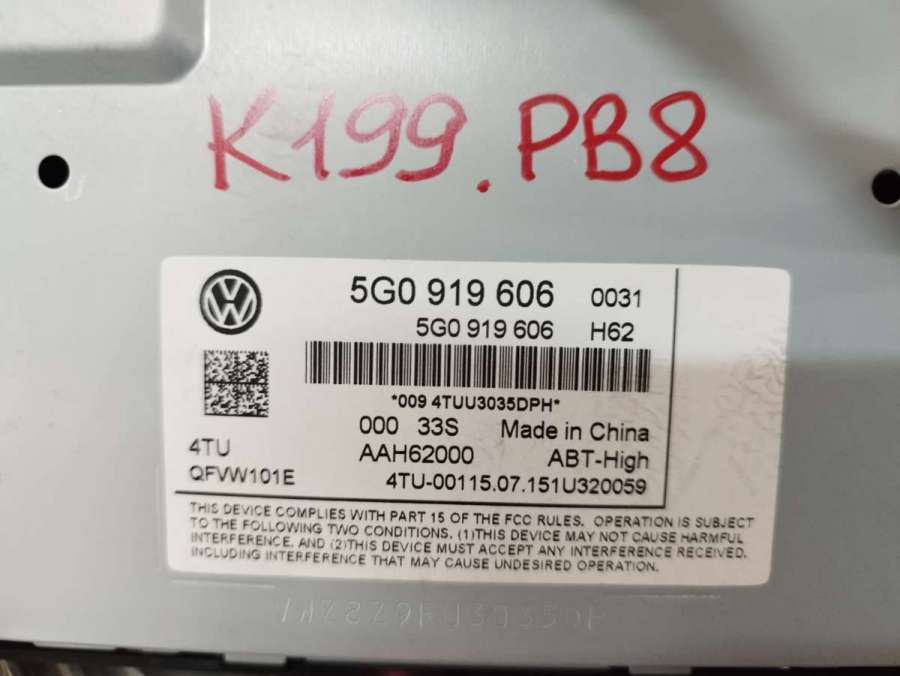 K199.PB8
5G0 919 606 0031
5G0 919 606 H62
*009 4TUU3035DPH*
000 33S Made in China
4TU AAH62000 ABT-High
QFVW101E 4TU-00115.07.151U320059
THIS DEVICE COMPLIES WITH PART 15 OF THE FCC RULES. OPERATION IS SUBJECT
TO THE FOLLOWING TWO CONDITIONS. (1)THIS DEVICE MAY NOT CAUSE HARMFUL
INTERFERENCE. AND (2)THIS DEVICE MUST ACCEPT ANY INTERFERENCE RECEIVED.
INCLUDING INTERFERENCE THAT MAY CAUSE UNDESIRED OPERATION.